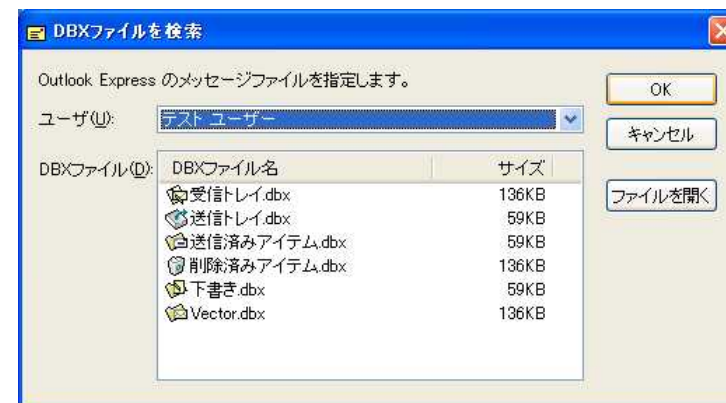 DBXファイルを検索
Outlook Express のメッセージファイルを指定します。
OK
ユーザ(U): テスト ユーザー
キャンセル
DBXファイル(D): DBXファイル名 サイズ
ファイルを開く
受信トレイ.dbx 136KB
送信トレイ.dbx 59KB
送信済みアイテム.dbx 59KB
削除済みアイテム.dbx 136KB
下書き.dbx 59KB
Vector.dbx 136KB